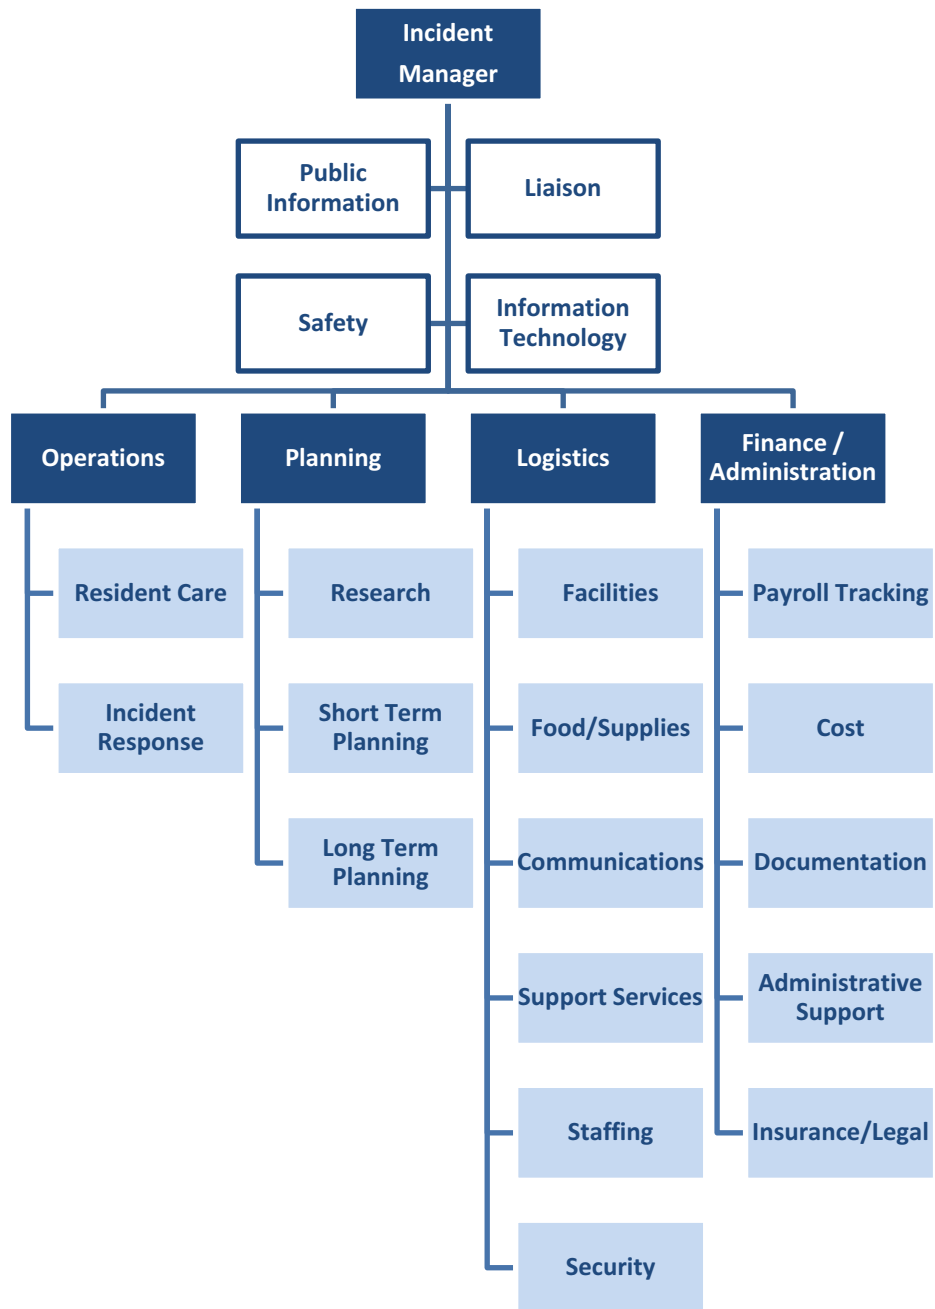 Incident
Manager
Public
Information
Liaison
Safety
Information
Technology
Operations
Planning
Logistics
Finance /
Administration
Resident Care
Research
Facilities
Payroll Tracking
Incident
Response
Short Term
Planning
Food/Supplies
Cost
Long Term
Planning
Communications
Documentation
Support Services
Administrative
Support
Staffing
Insurance/Legal
Security